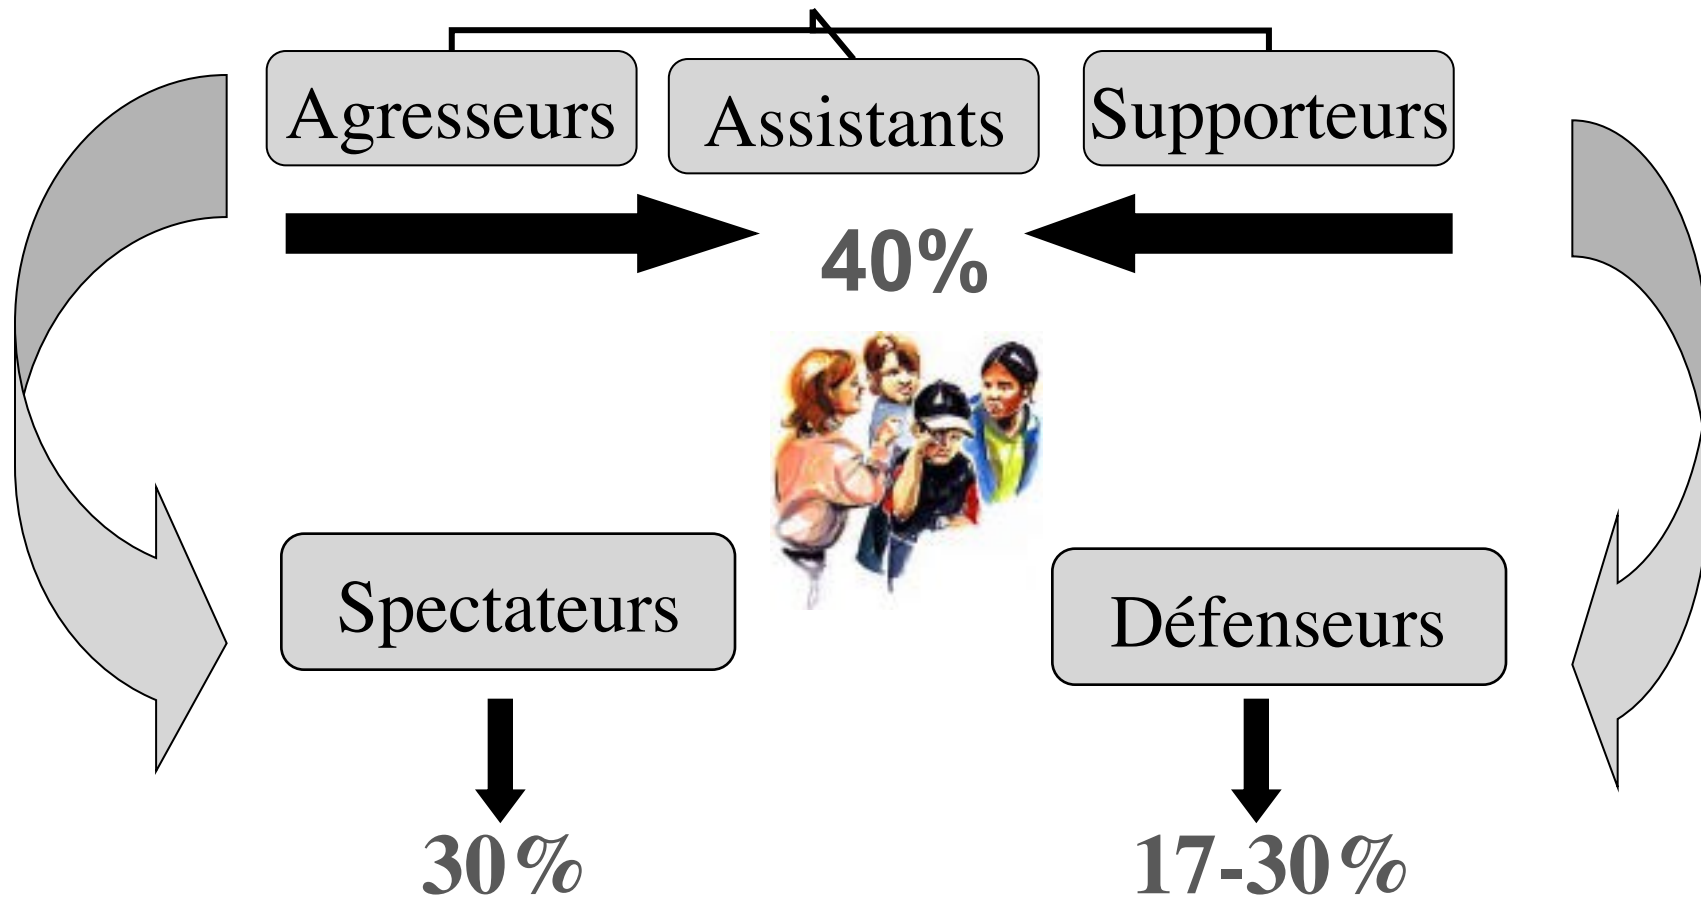 Agresseurs
Assistants
Supporteurs
40%
Spectateurs
Défenseurs
30%
17-30%